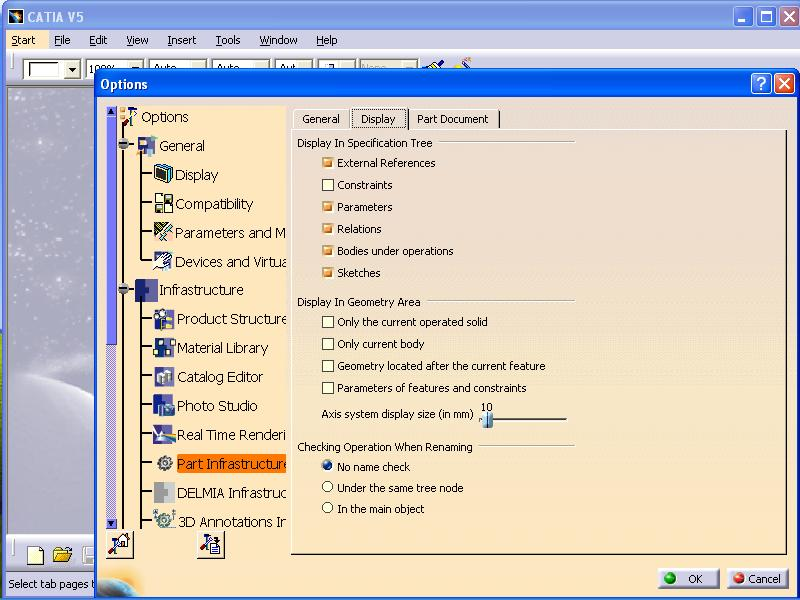 CATIA V5
Start File Edit View Insert Tools Window Help
100% Auto Auto Aut None
Options
Options
General
Display
Compatibility
Parameters and M
Devices and Virtua
Infrastructure
Product Structure
Material Library
Catalog Editor
Photo Studio
Real Time Renderi
Part Infrastructure
DELMIA Infrastruc
3D Annotations In
General Display Part Document
Display In Specification Tree
External References
Constraints
Parameters
Relations
Bodies under operations
Sketches
Display In Geometry Area
Only the current operated solid
Only current body
Geometry located after the current feature
Parameters of features and constraints
Axis system display size (in mm) 10
Checking Operation When Renaming
No name check
Under the same tree node
In the main object
OK Cancel
Select tab pages t